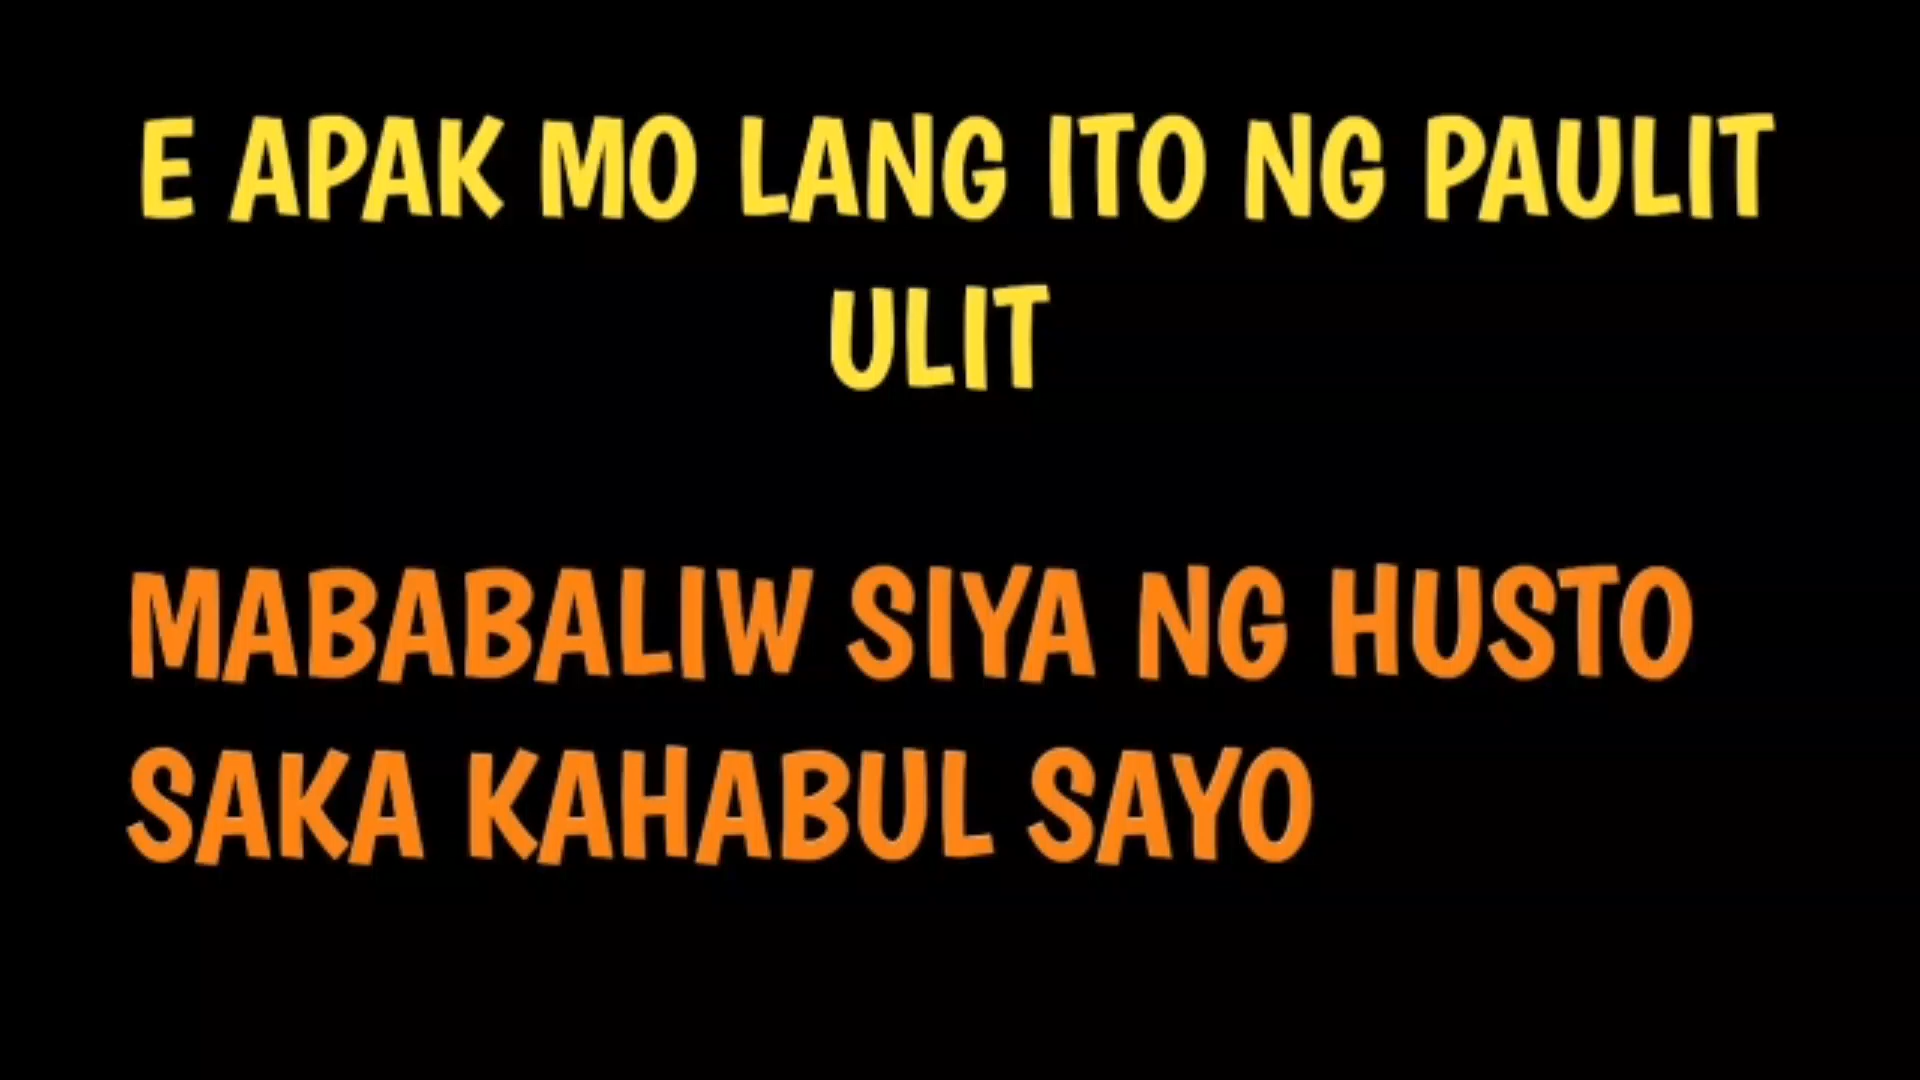 E APAK MO LANG ITO NG PAULIT
ULIT
MABABALIW SIYA NG HUSTO
SAKA KAHABUL SAYO